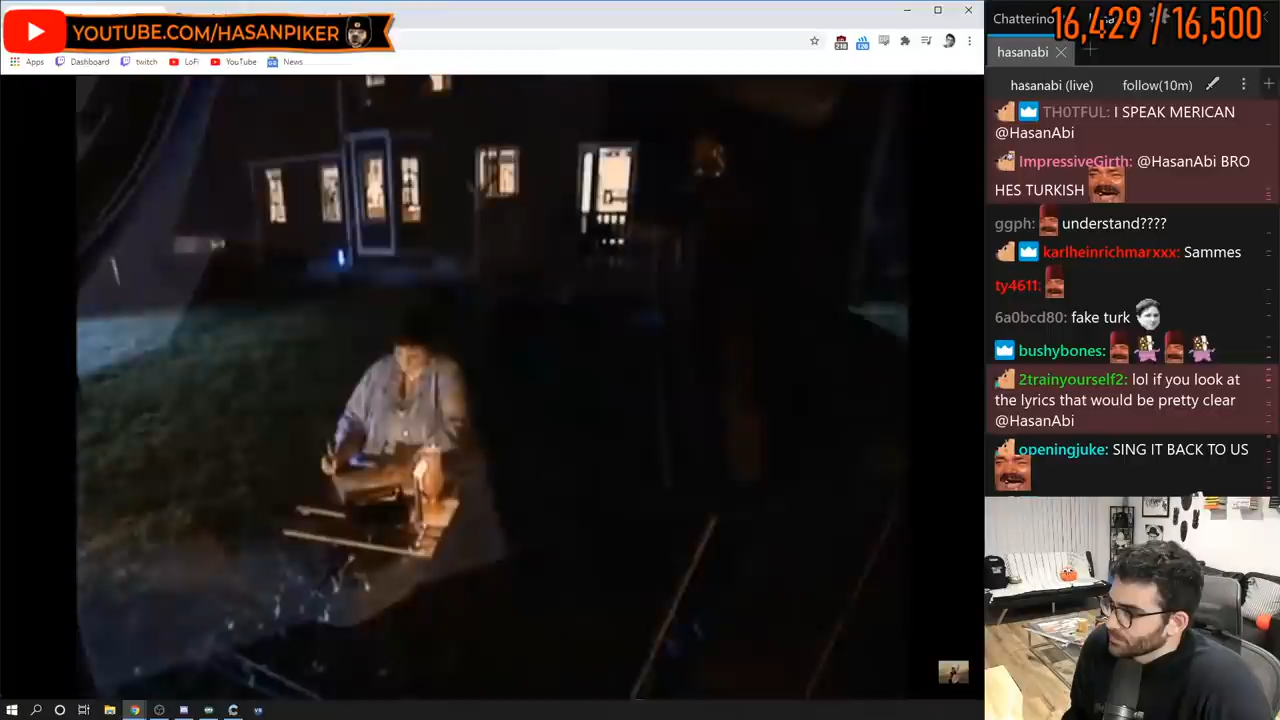 YOUTUBE.COM/HASANPIKER
Apps Dashboard twitch LoFi YouTube News
218 120
Chatterino
16,429 / 16,500
hasanabi
hasanabi (live) follow(10m)
TH0TFUL: I SPEAK MERICAN
@HasanAbi
ImpressiveGirth: @HasanAbi BRO
HES TURKISH
ggph: understand????
karlheinrichmarxxx: Sammes
ty4611:
6a0bcd80: fake turk
bushybones:
2trainyourself2: lol if you look at
the lyrics that would be pretty clear
@HasanAbi
openingjuke: SING IT BACK TO US